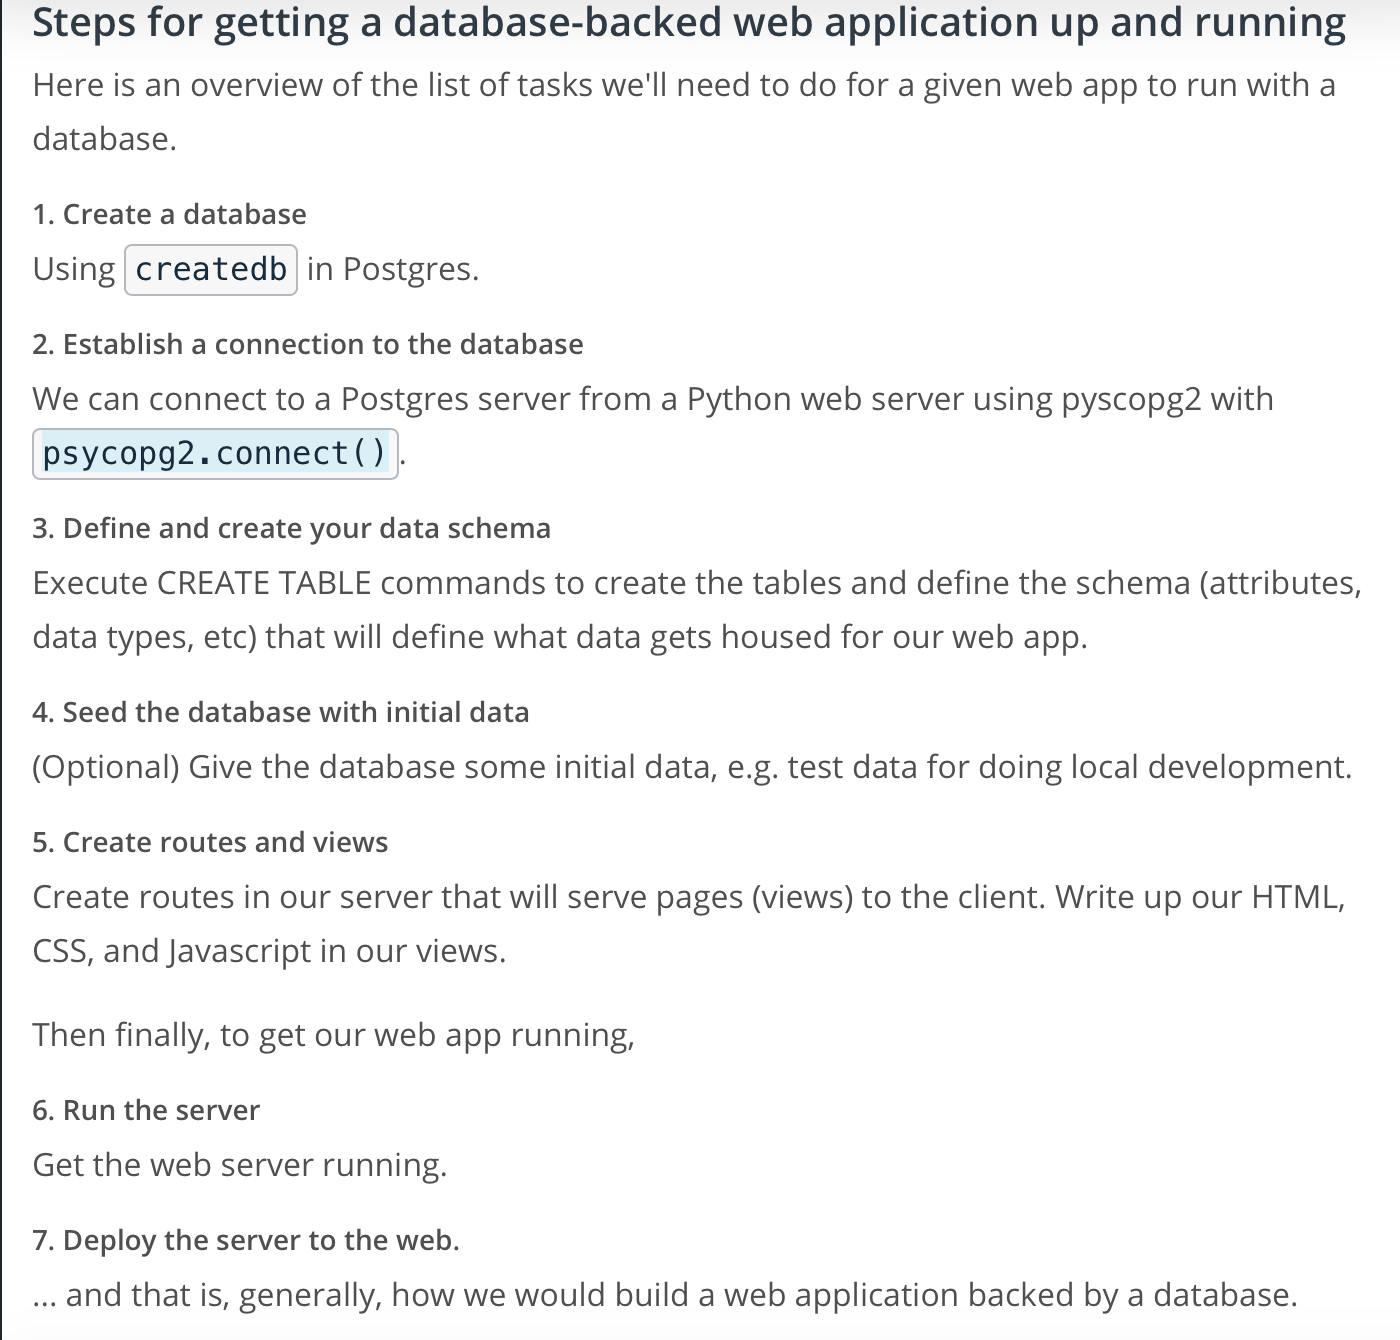 Steps for getting a database-backed web application up and running
Here is an overview of the list of tasks we'll need to do for a given web app to run with a
database.
1. Create a database
Using createdb in Postgres.
2. Establish a connection to the database
We can connect to a Postgres server from a Python web server using pyscopg2 with
psycopg2.connect().
3. Define and create your data schema
Execute CREATE TABLE commands to create the tables and define the schema (attributes,
data types, etc) that will define what data gets housed for our web app.
4. Seed the database with initial data
(Optional) Give the database some initial data, e.g. test data for doing local development.
5. Create routes and views
Create routes in our server that will serve pages (views) to the client. Write up our HTML,
CSS, and Javascript in our views.
Then finally, to get our web app running,
6. Run the server
Get the web server running.
7. Deploy the server to the web.
... and that is, generally, how we would build a web application backed by a database.